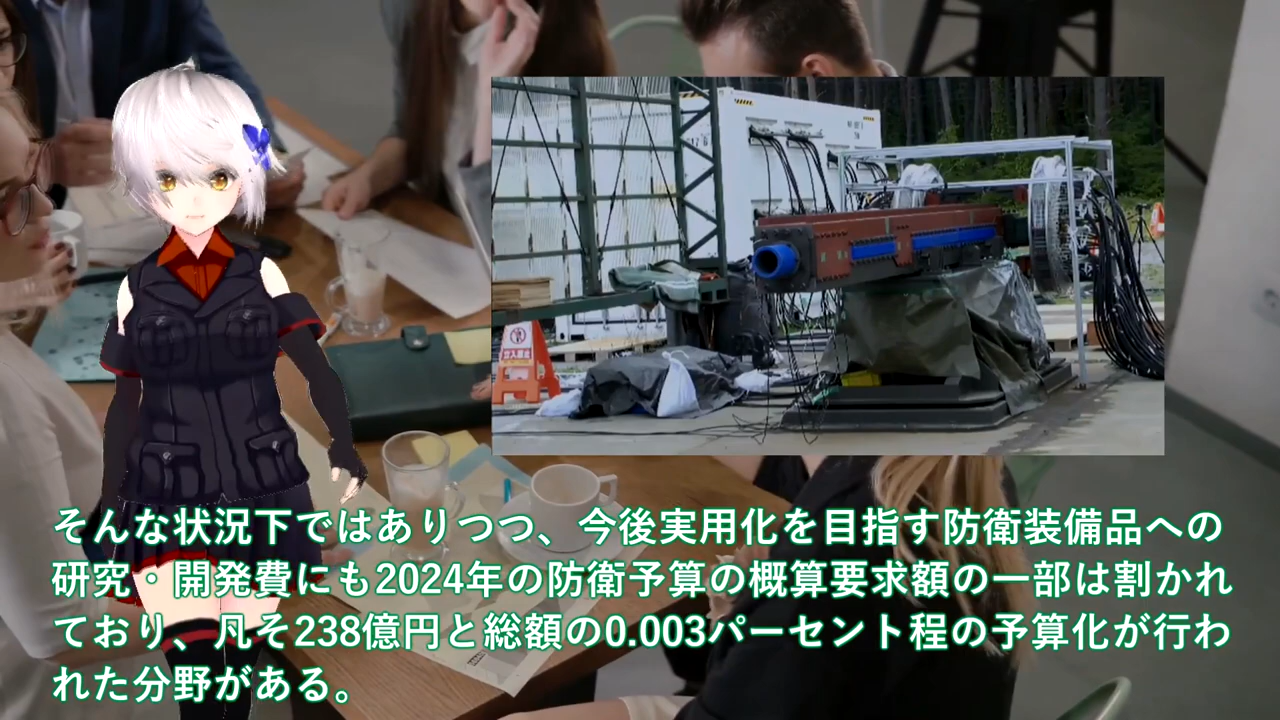 立入禁止
そんな状況下ではありつつ、今後実用化を目指す防衛装備品への
研究・開発費にも2024年の防衛予算の概算要求額の一部は割かれ
ており、凡そ238億円と総額の0.003パーセント程の予算化が行わ
れた分野がある。